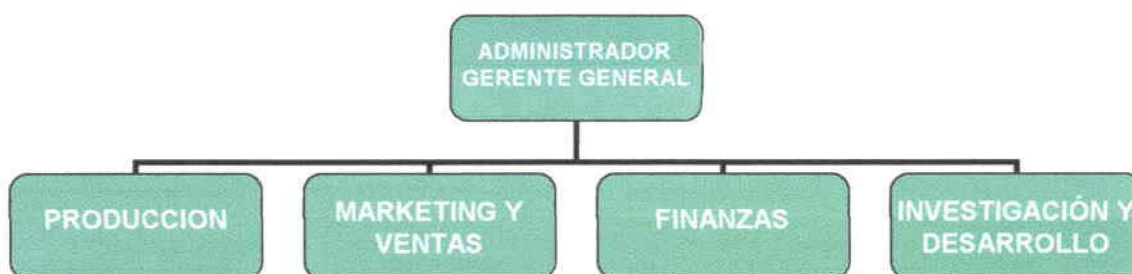 ADMINISTRADOR
GERENTE GENERAL
PRODUCCION
MARKETING Y
VENTAS
FINANZAS
INVESTIGACIÓN Y
DESARROLLO